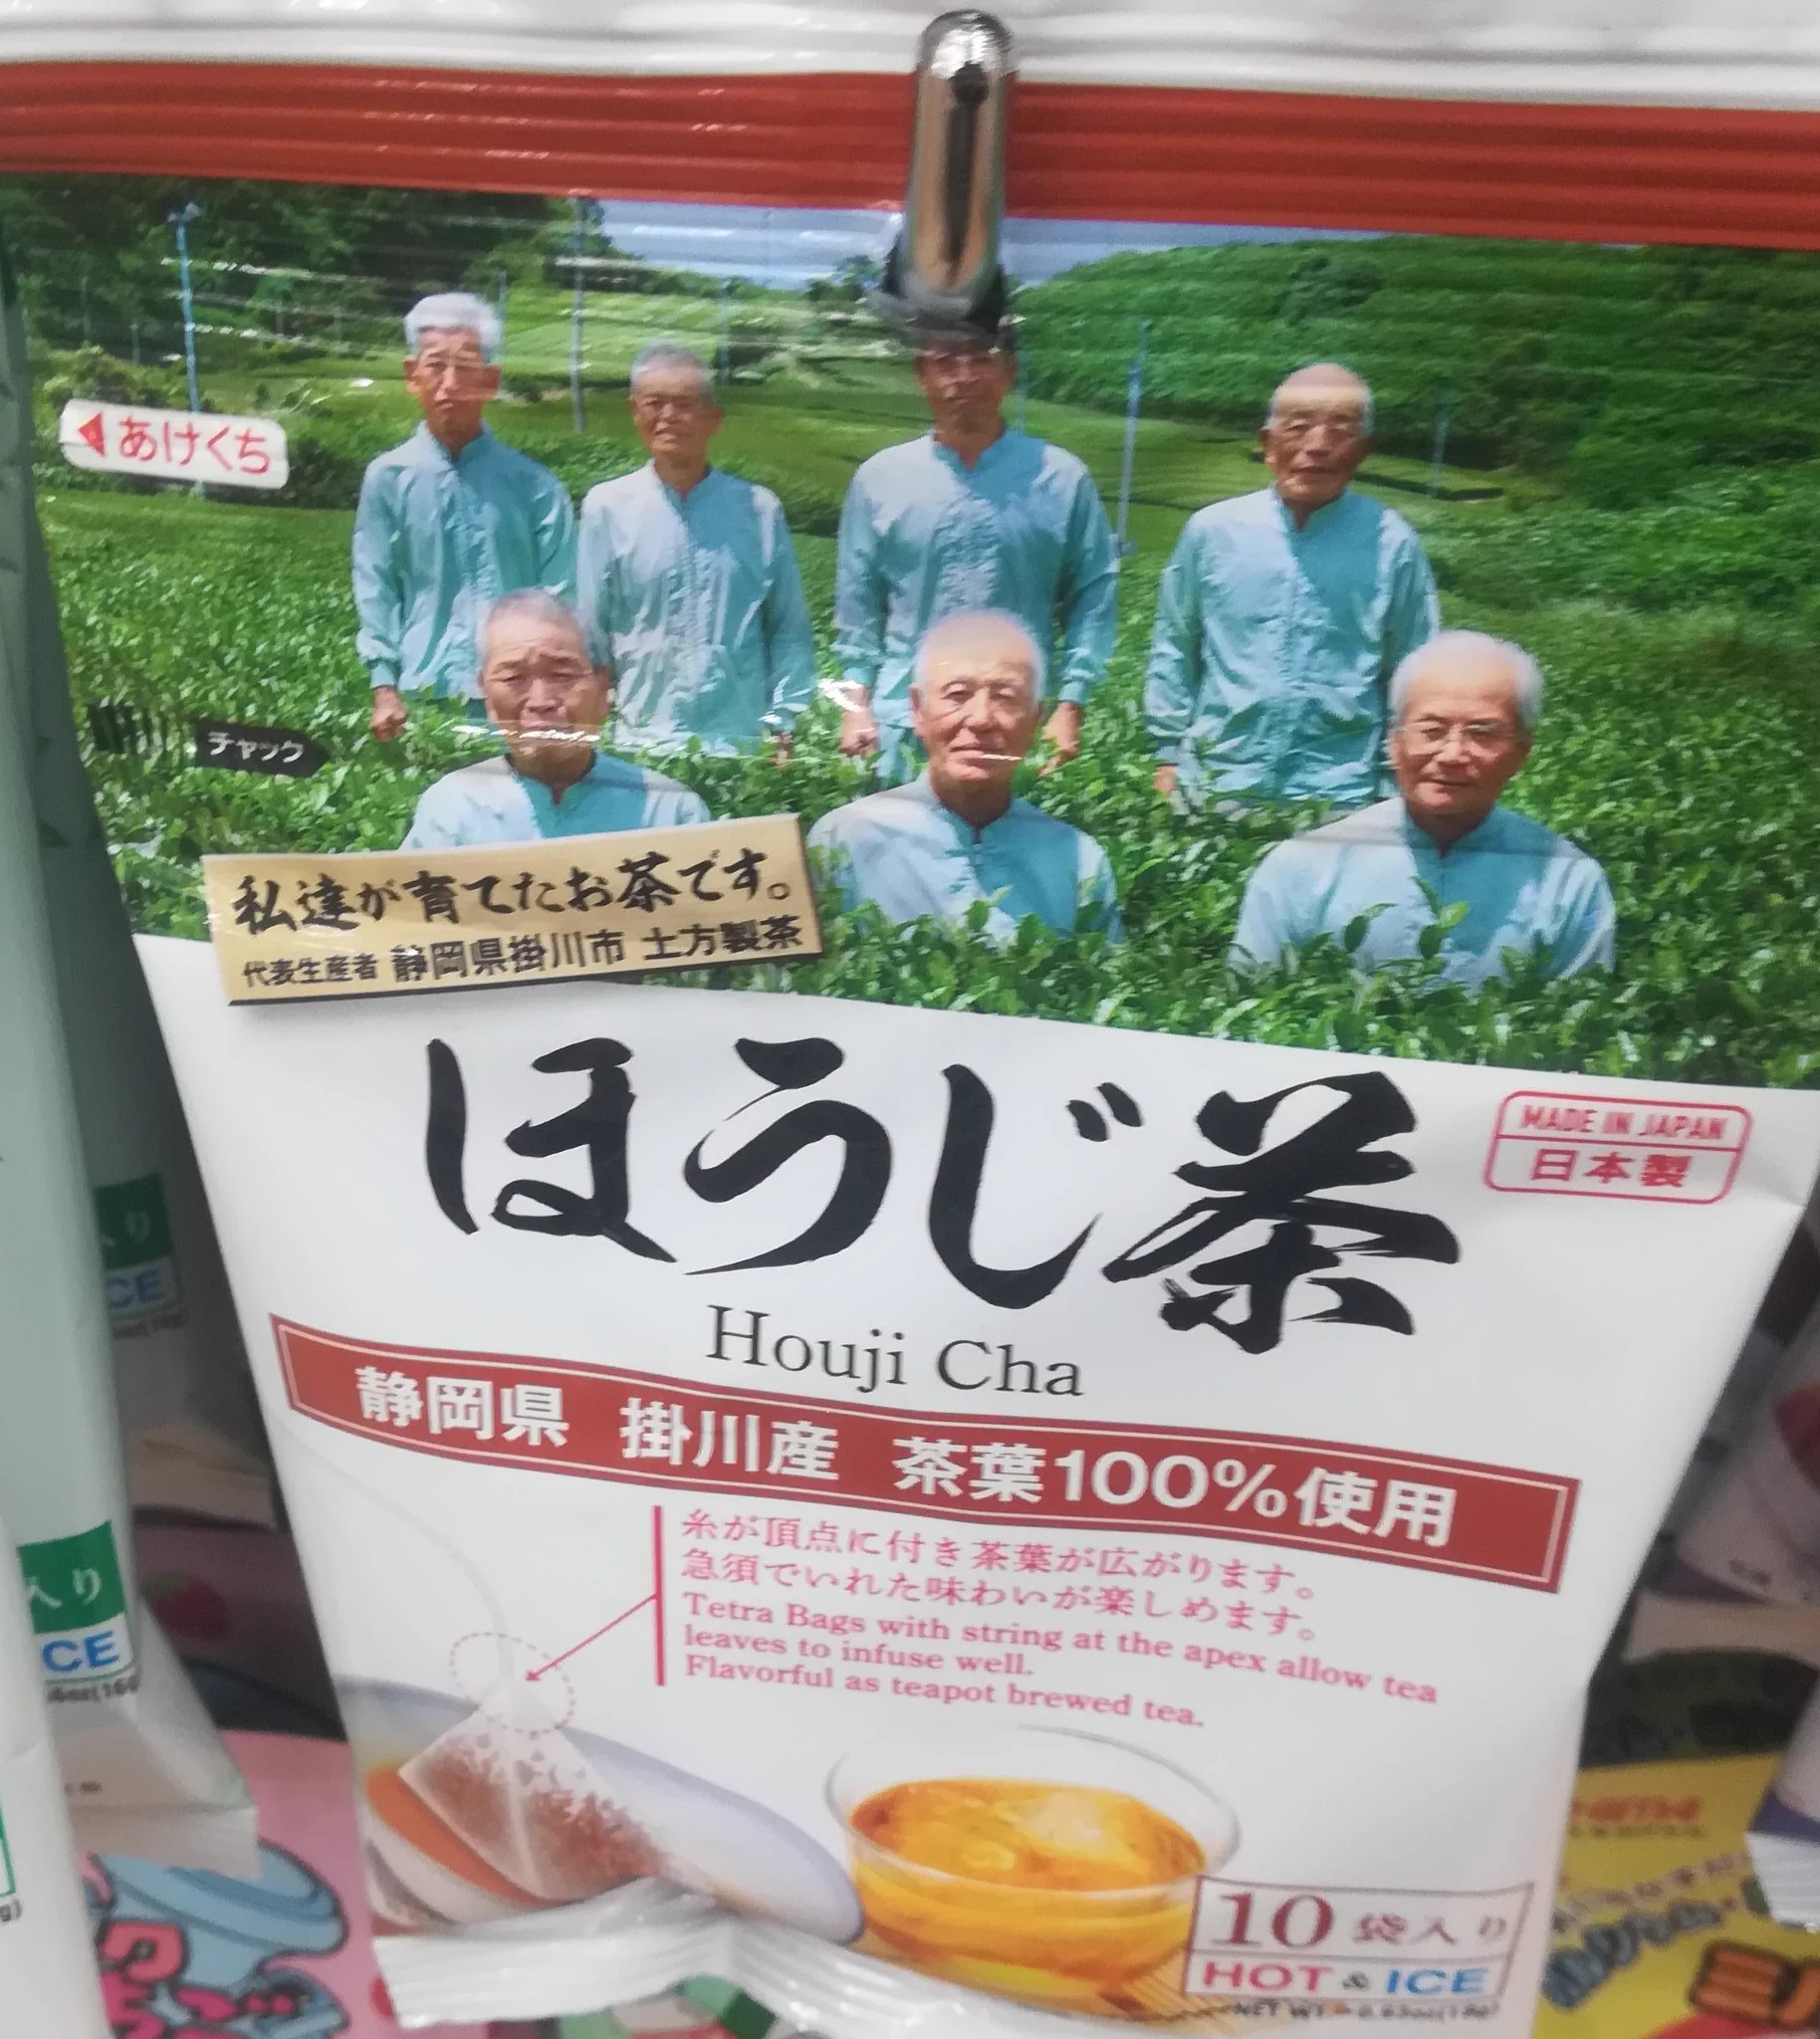 あけくち
チャック
私達が育てたお茶です。
代表生産者 静岡県掛川市 土方製茶
ほうじ茶
MADE IN JAPAN
日本製
Houji Cha
静岡県 掛川産 茶葉100%使用
糸が頂点に付き茶葉が広がります。
急須でいれた味わいが楽しめます。
Tetra Bags with string at the apex allow tea
leaves to infuse well.
Flavorful as teapot brewed tea.
10袋入り
HOT & ICE
り
CE
入り
CE